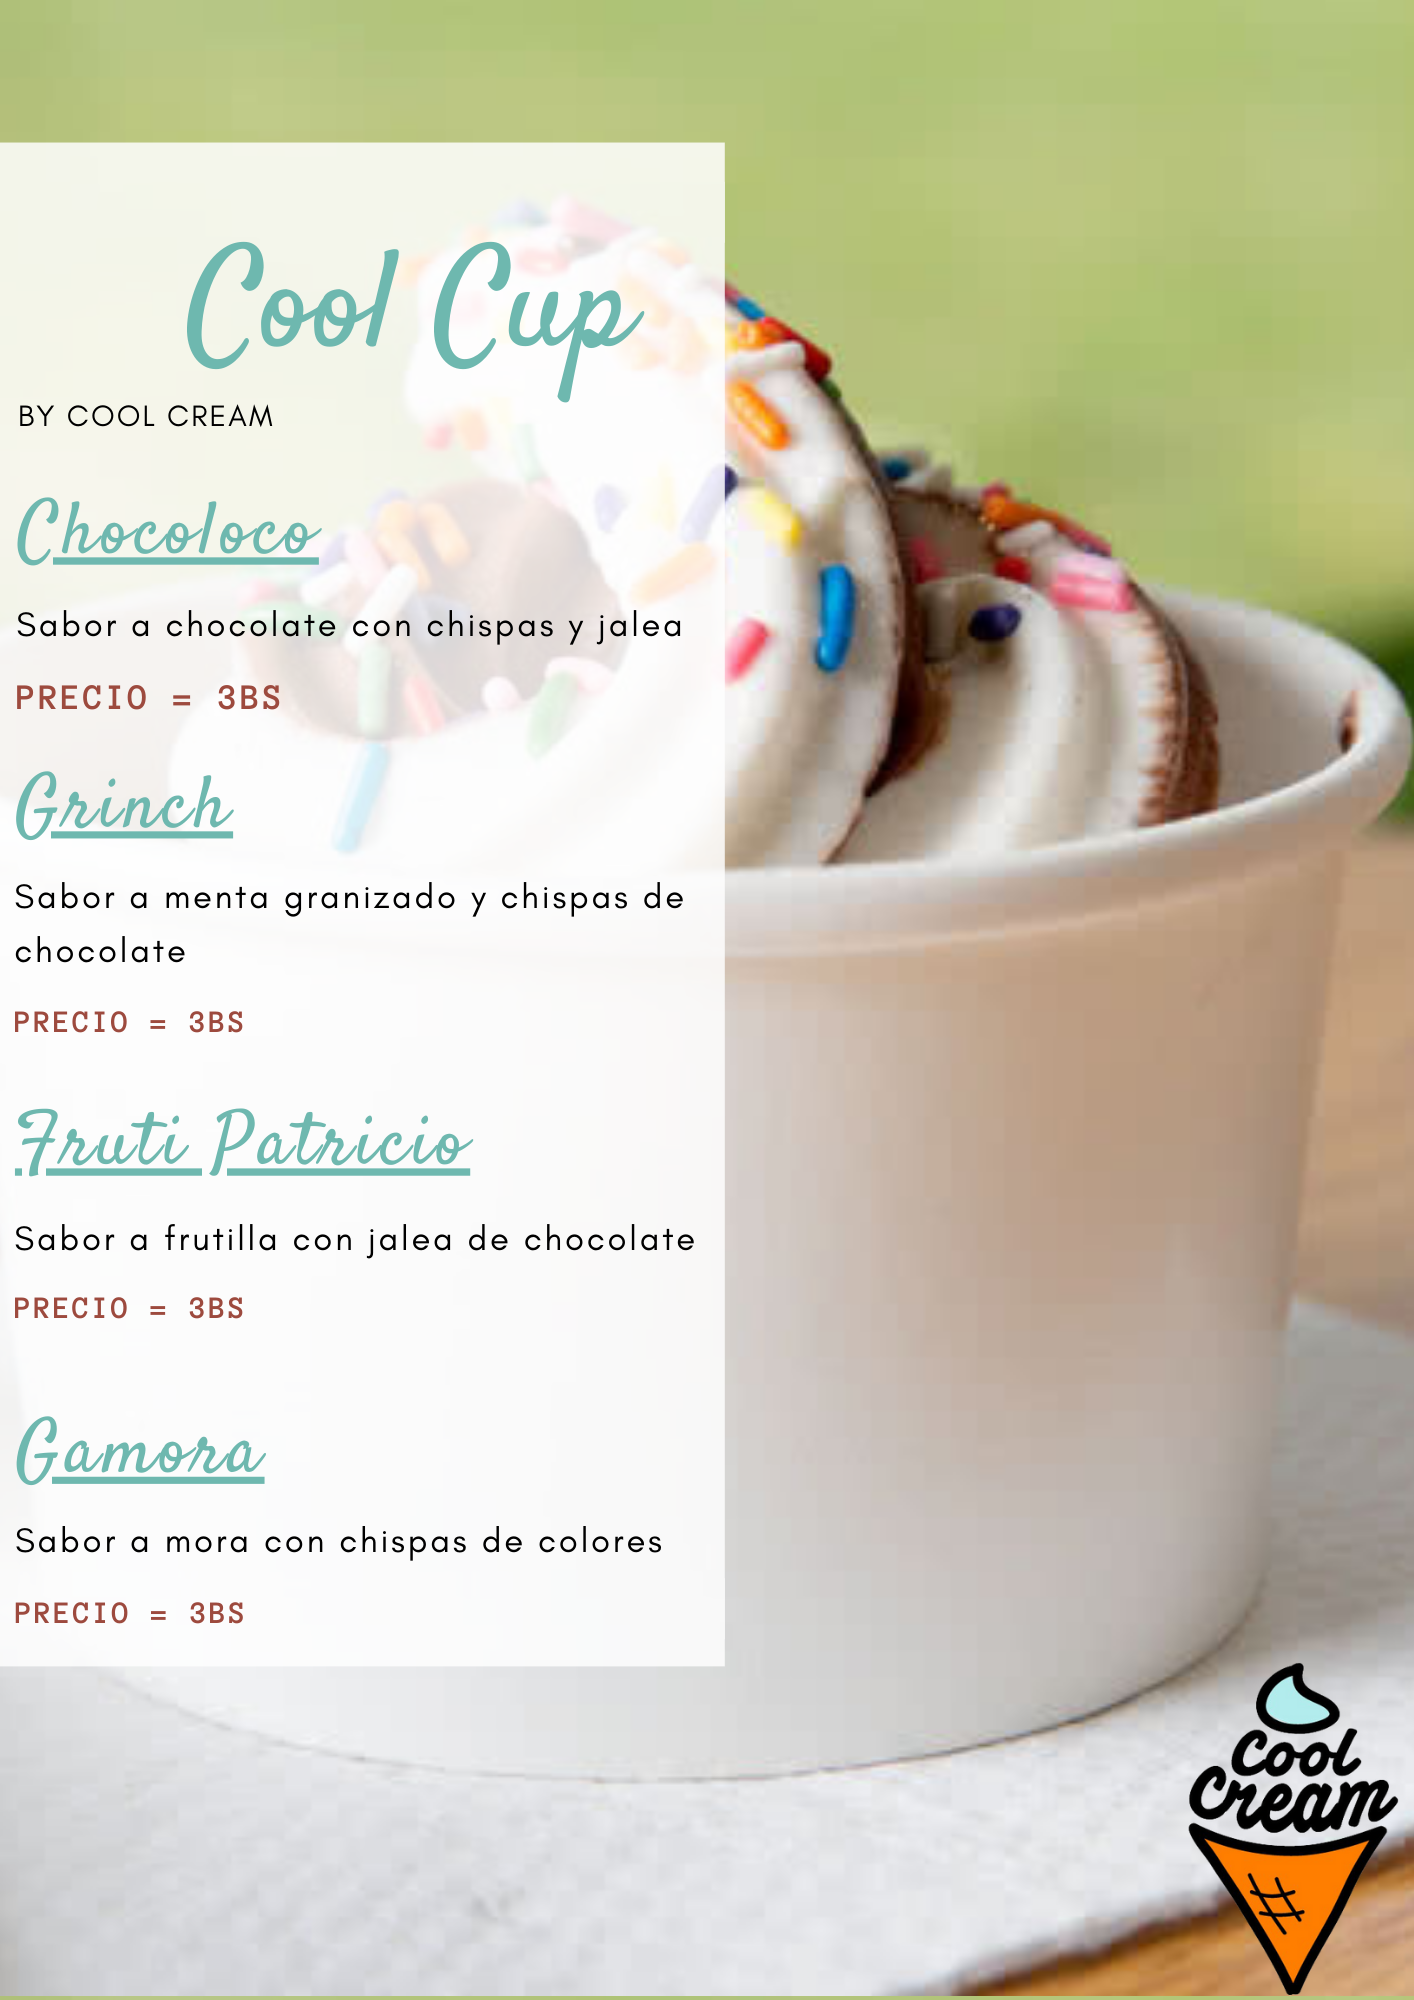 Cool Cup
BY COOL CREAM
Chocoloco
Sabor a chocolate con chispas y jalea
PRECIO = 3BS
Grinch
Sabor a menta granizado y chispas de
chocolate
PRECIO = 3BS
Fruti Patricio
Sabor a frutilla con jalea de chocolate
PRECIO = 3BS
Gamora
Sabor a mora con chispas de colores
PRECIO = 3BS
Cool
Cream